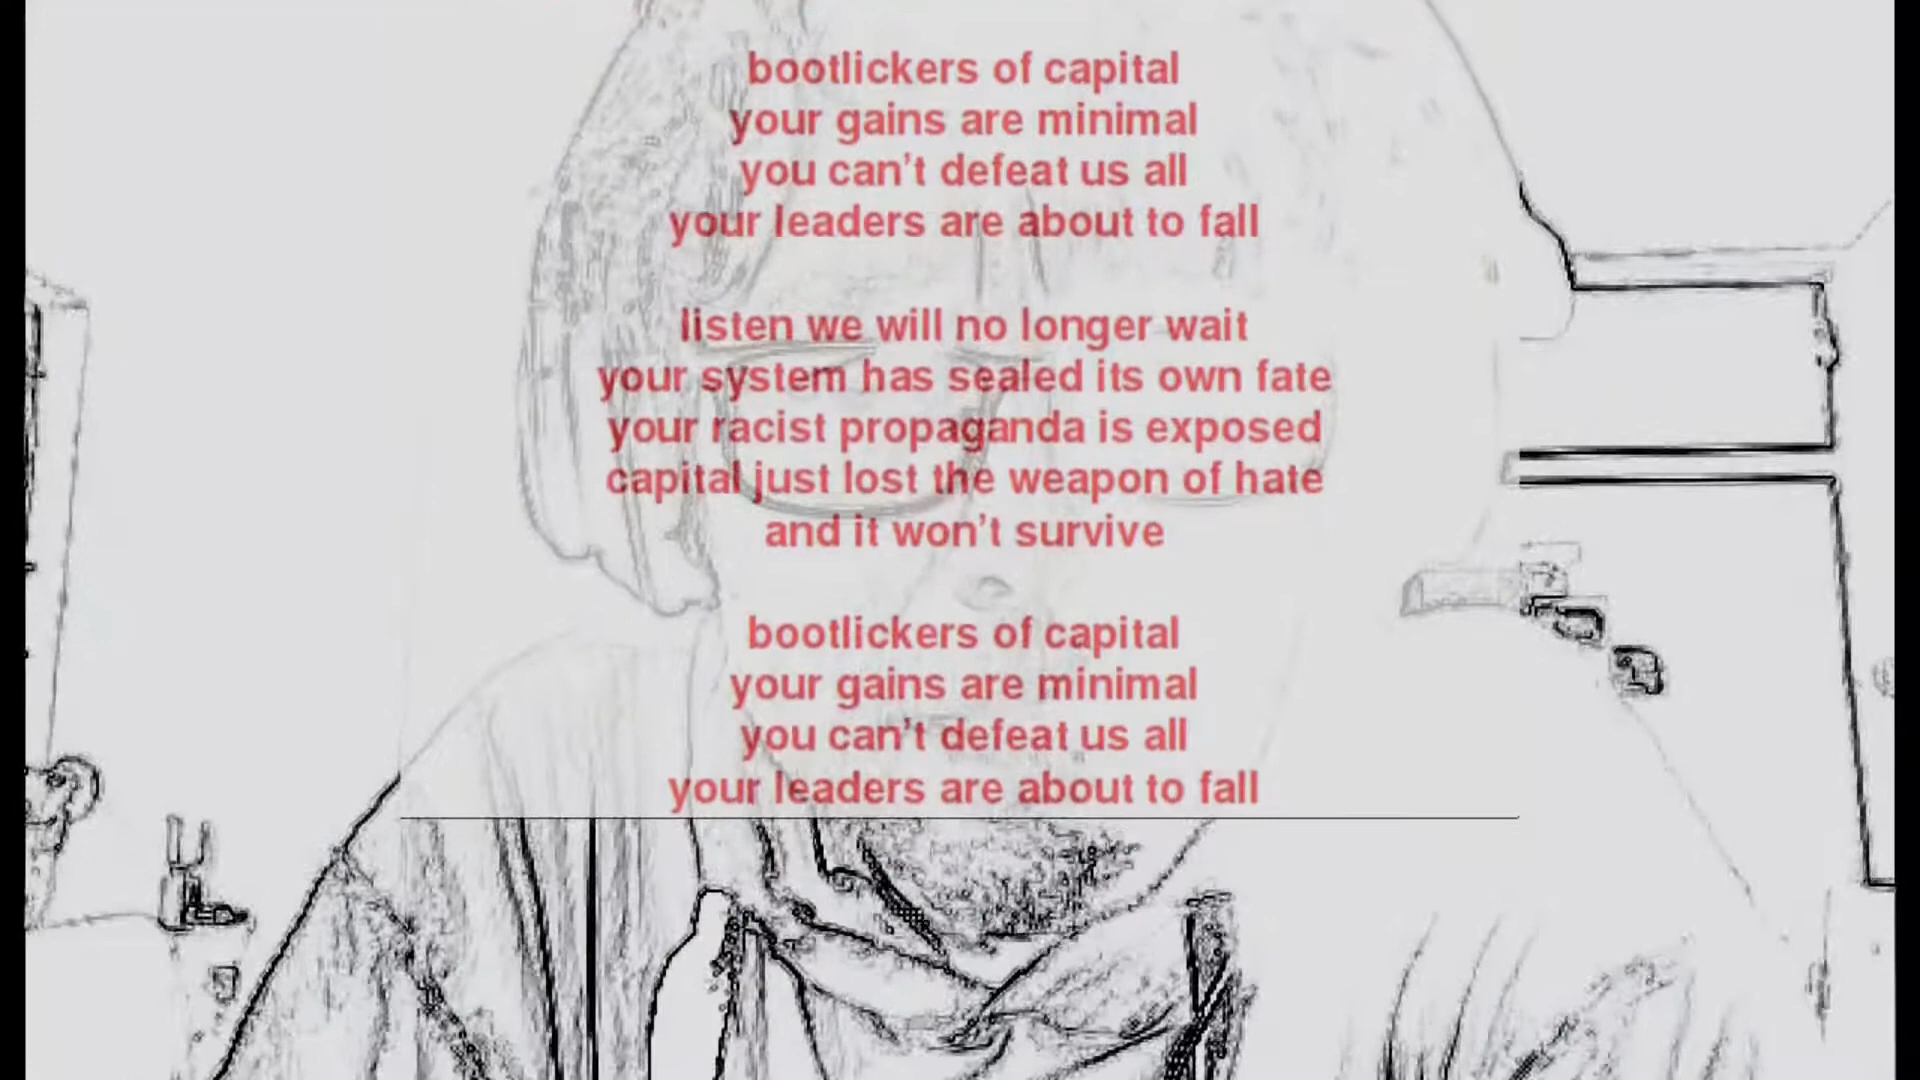 bootlickers of capital
your gains are minimal
you can't defeat us all
your leaders are about to fall
listen we will no longer wait
your system has sealed its own fate
your racist propaganda is exposed
capital just lost the weapon of hate
and it won't survive
bootlickers of capital
your gains are minimal
you can't defeat us all
your leaders are about to fall